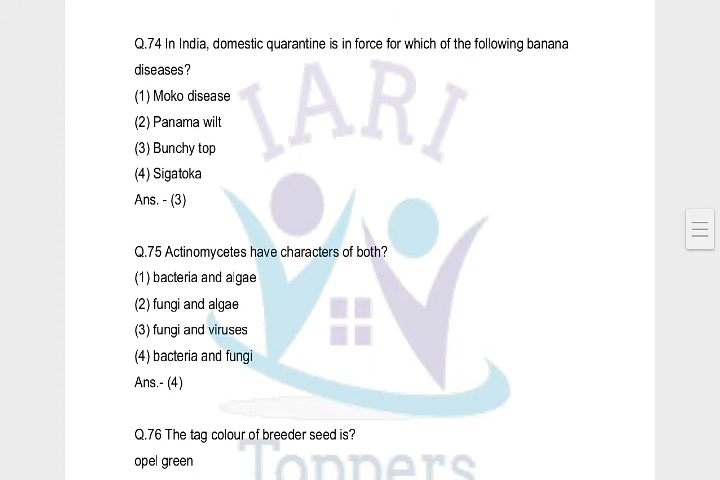 Q.74 In India, domestic quarantine is in force for which of the following banana
diseases?
(1) Moko disease
(2) Panama wilt
(3) Bunchy top
(4) Sigatoka
Ans. - (3)
Q.75 Actinomycetes have characters of both?
(1) bacteria and algae
(2) fungi and algae
(3) fungi and viruses
(4) bacteria and fungi
Ans.- (4)
Q.76 The tag colour of breeder seed is?
opel green
IARI
Toppers